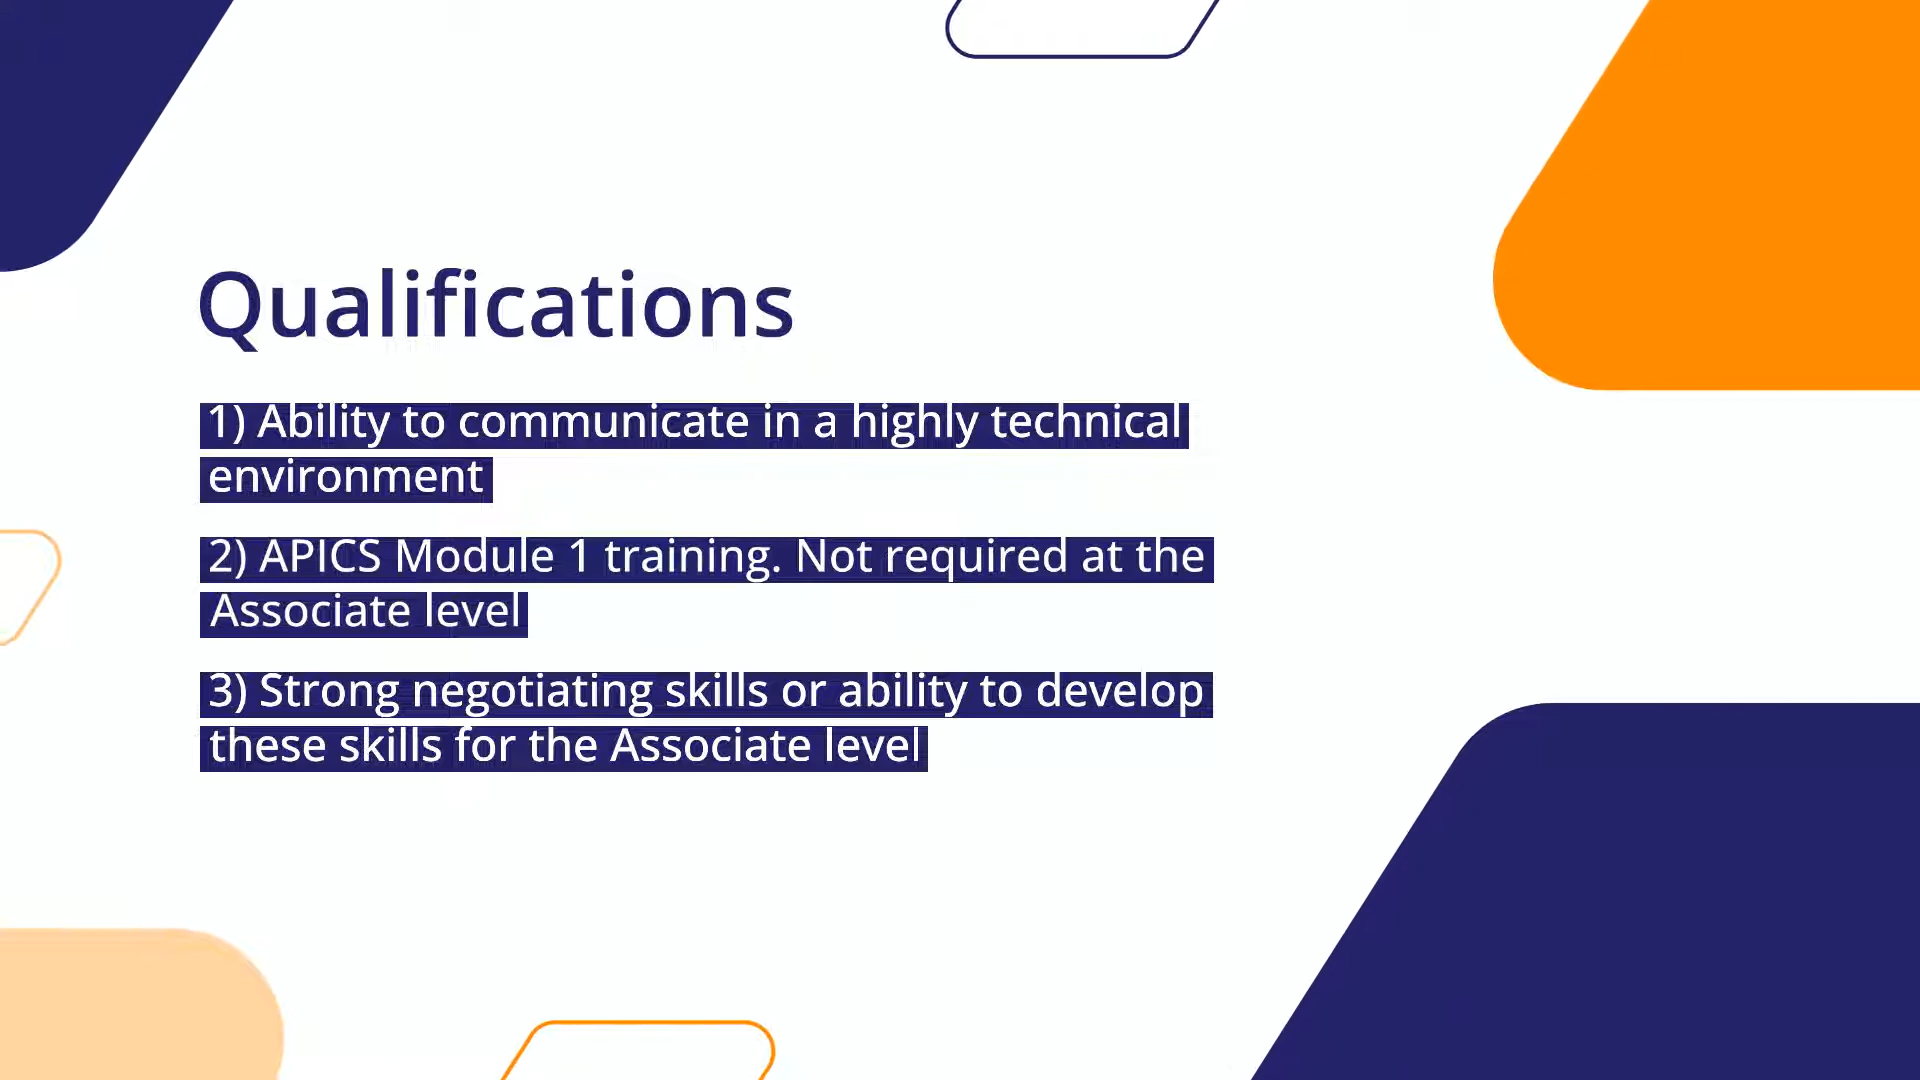 Qualifications
1) Ability to communicate in a highly technical
environment
2) APICS Module 1 training. Not required at the
Associate level
3) Strong negotiating skills or ability to develop
these skills for the Associate level